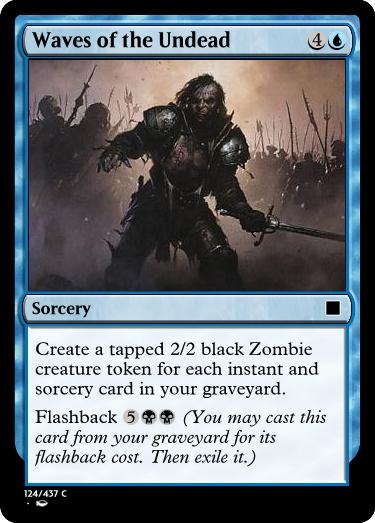 Waves of the Undead 4
Sorcery
Create a tapped 2/2 black Zombie
creature token for each instant and
sorcery card in your graveyard.
Flashback 5 (You may cast this
card from your graveyard for its
flashback cost. Then exile it.)
124/437 C